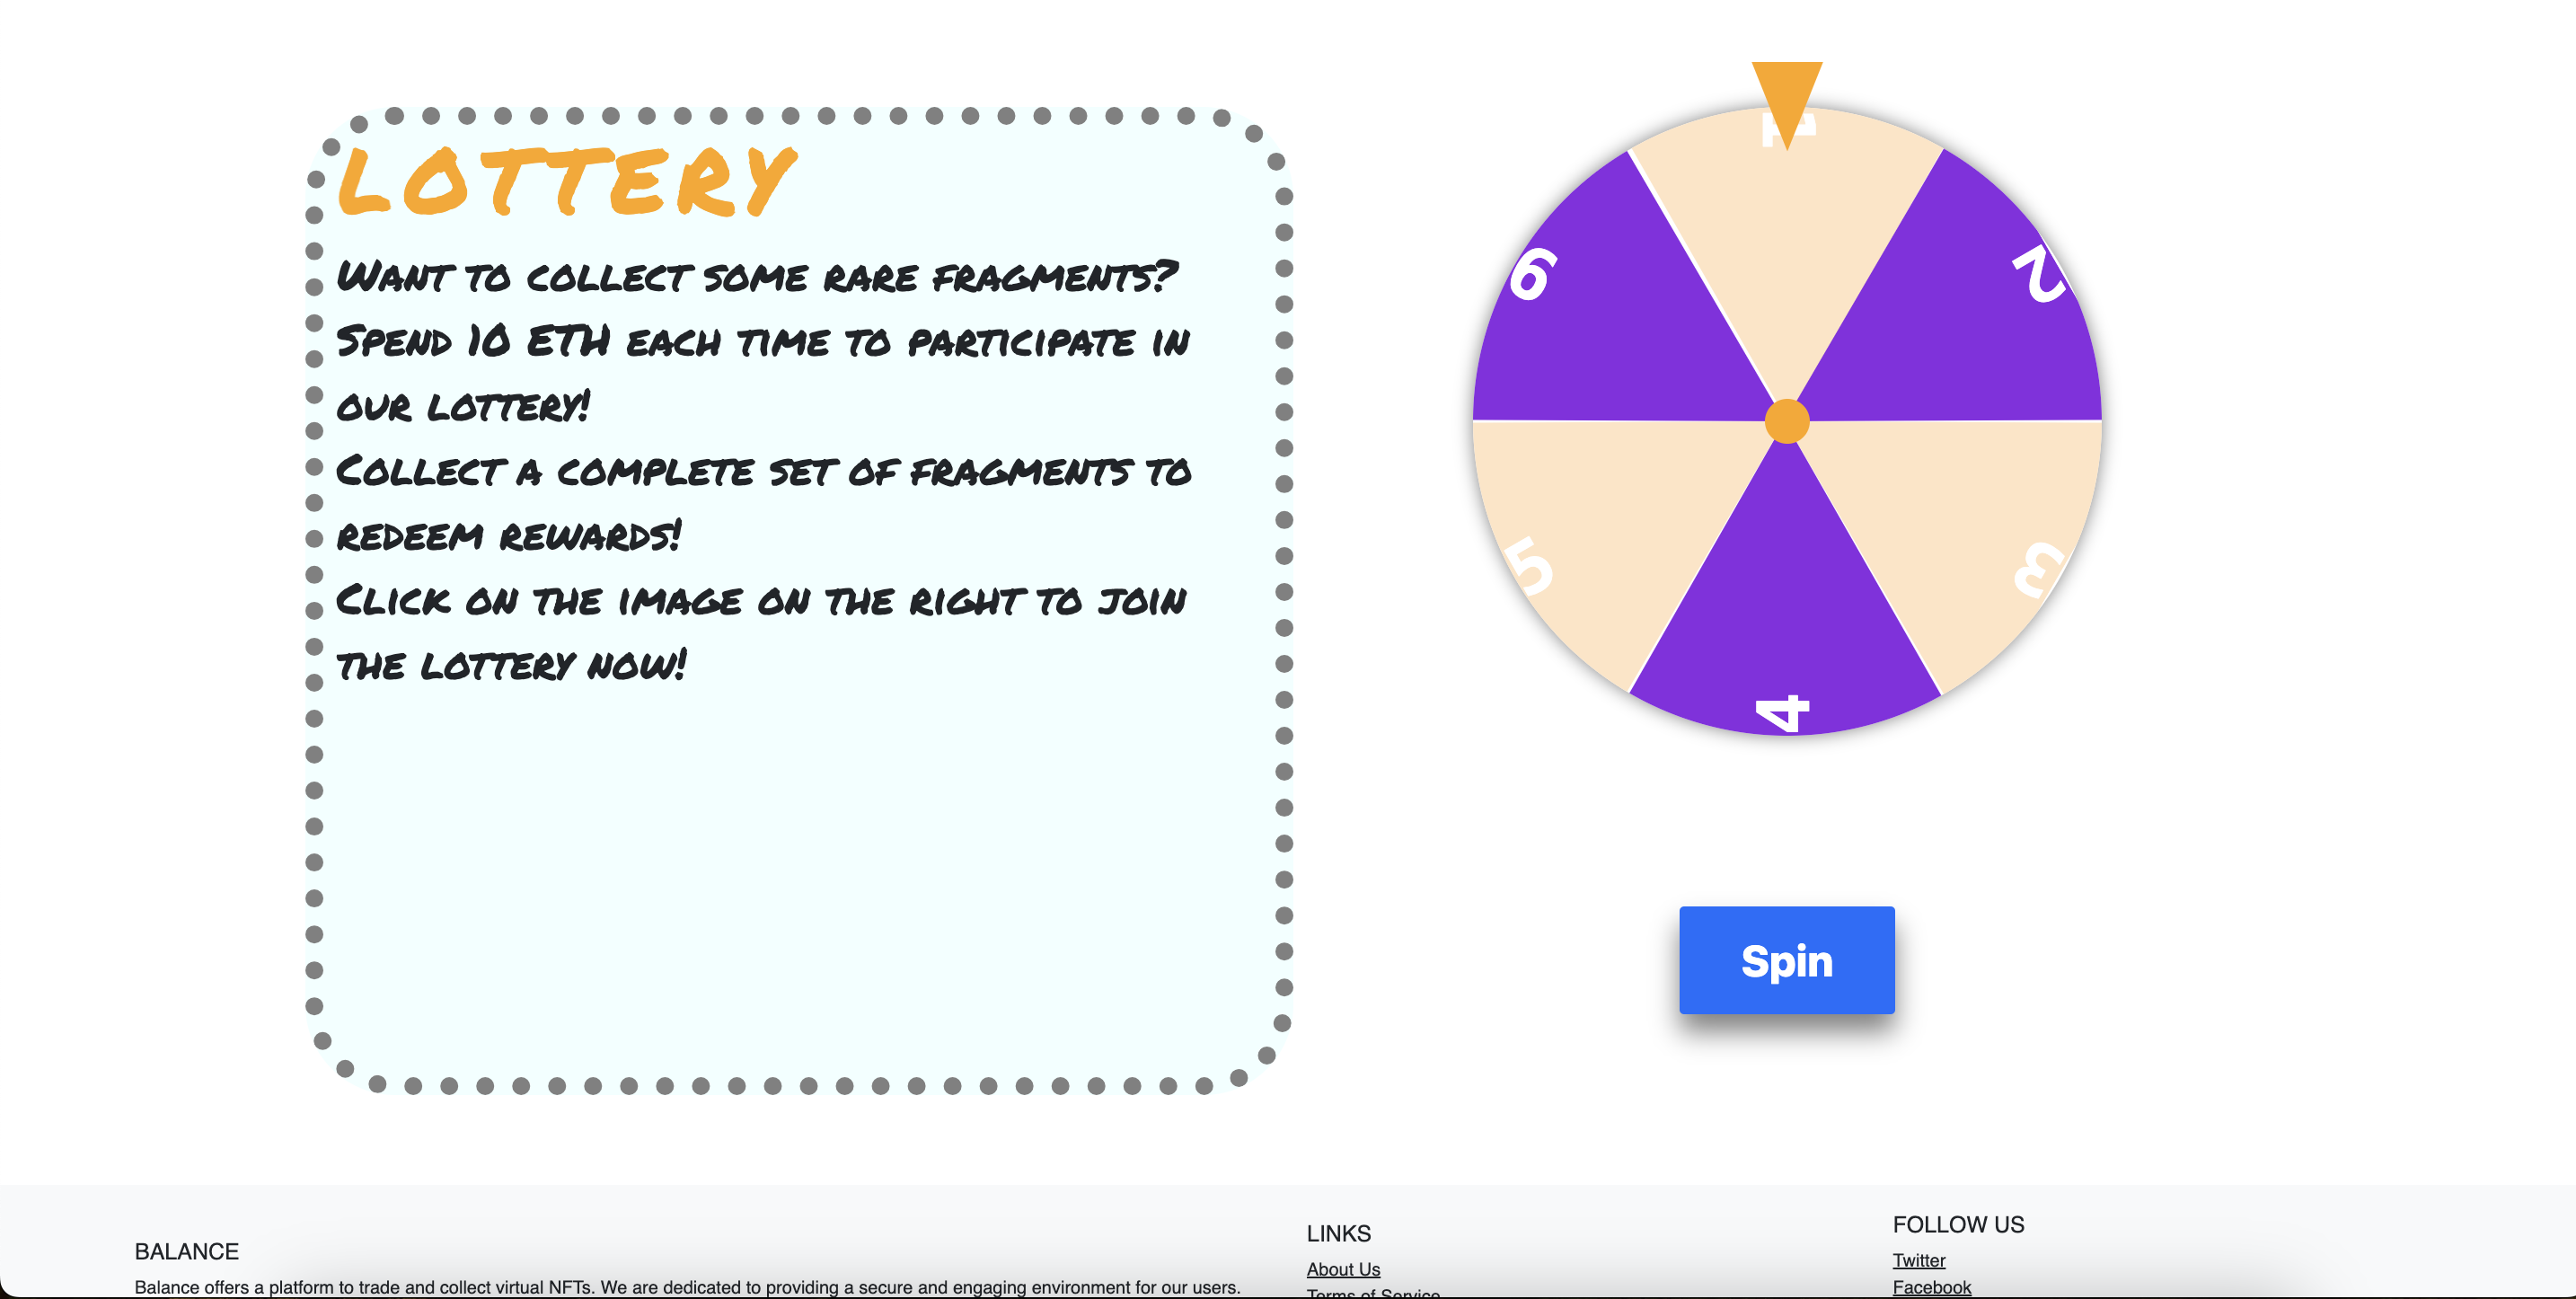 LOTTERY
Want to collect some rare fragments?
Spend 10 ETH each time to participate in
our lottery!
Collect a complete set of fragments to
redeem rewards!
Click on the image on the right to join
the lottery now!
1
2
3
4
5
6
Spin
BALANCE
Balance offers a platform to trade and collect virtual NFTs. We are dedicated to providing a secure and engaging environment for our users.
LINKS
About Us
Terms of Service
FOLLOW US
Twitter
Facebook